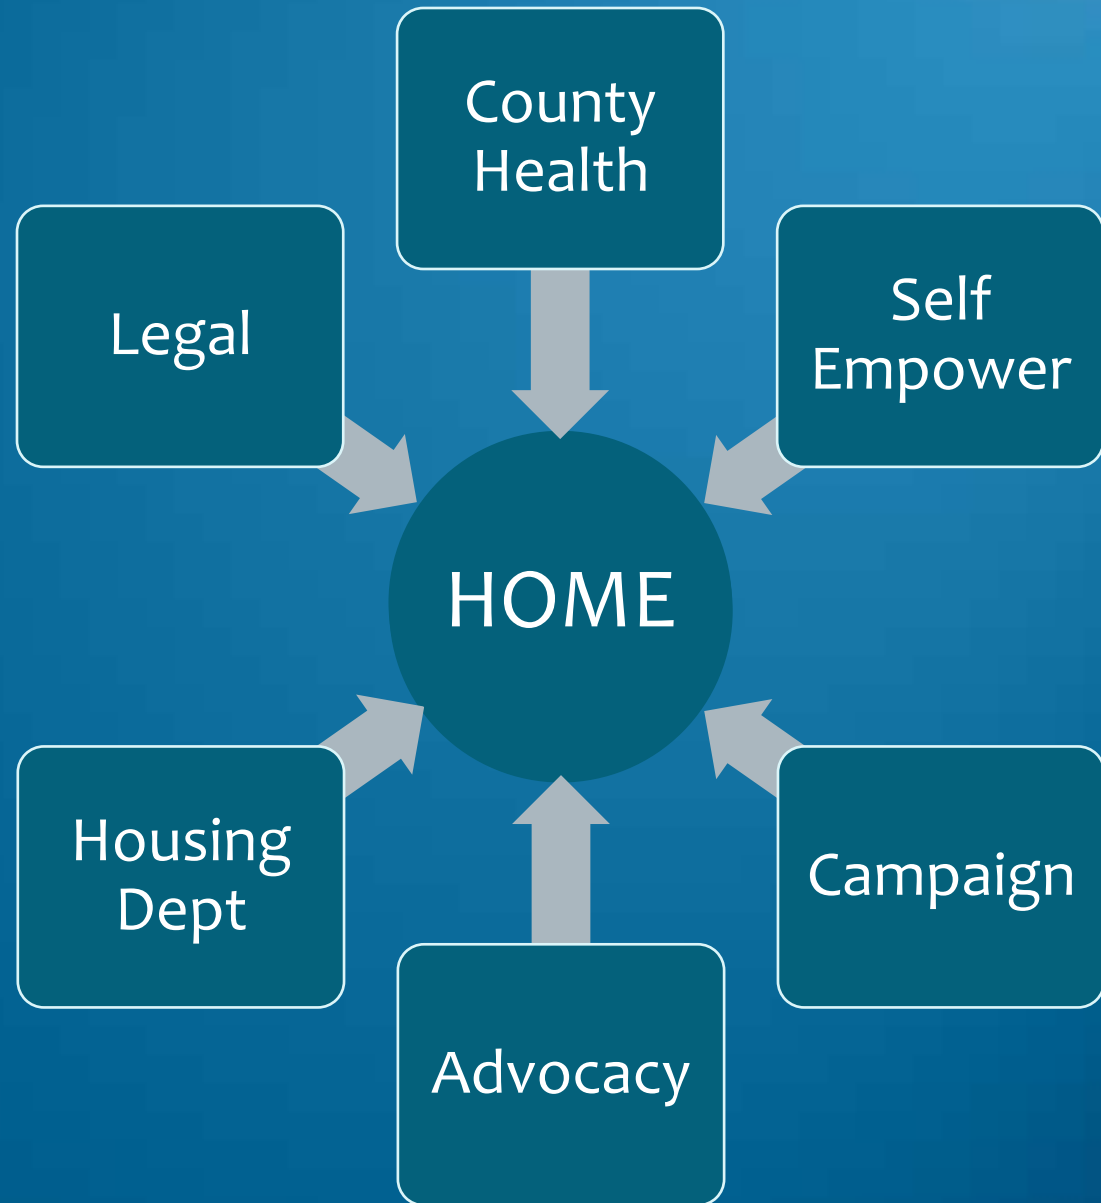 County
Health
Legal
Self
Empower
HOME
Housing
Dept
Campaign
Advocacy